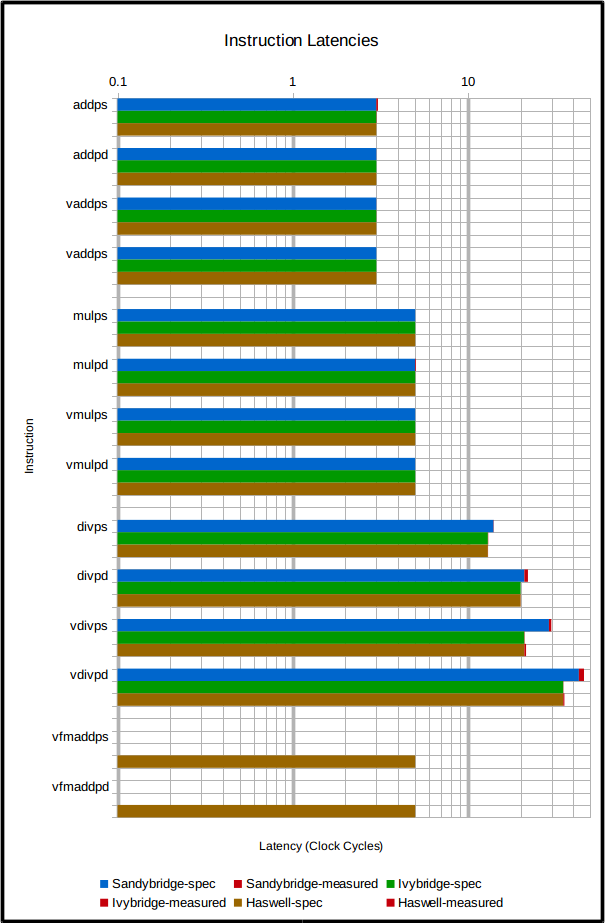 Instruction Latencies
0.1 1 10
addps
addpd
vaddps
vaddpd
mulps
mulpd
vmulps
vmulpd
divps
divpd
vdivps
vdivpd
vfmaddps
vfmaddpd
Instruction
Latency (Clock Cycles)
Sandybridge-spec Sandybridge-measured Ivybridge-spec
Ivybridge-measured Haswell-spec Haswell-measured